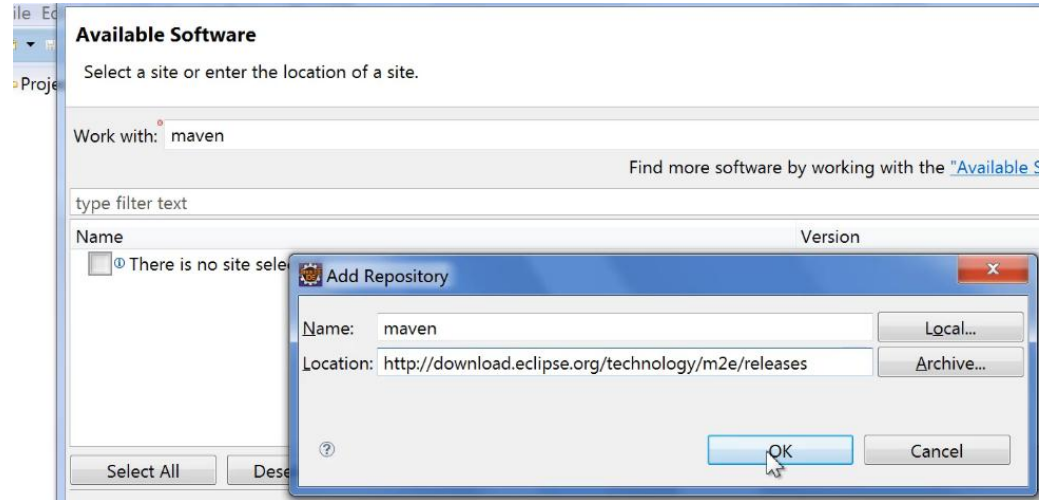 ile Ed
Available Software
Select a site or enter the location of a site.
Proje
Work with: maven
Find more software by working with the "Available S
type filter text
Name Version
There is no site sele
Add Repository
Name: maven Local...
Location: http://download.eclipse.org/technology/m2e/releases Archive...
OK Cancel
Select All Dese